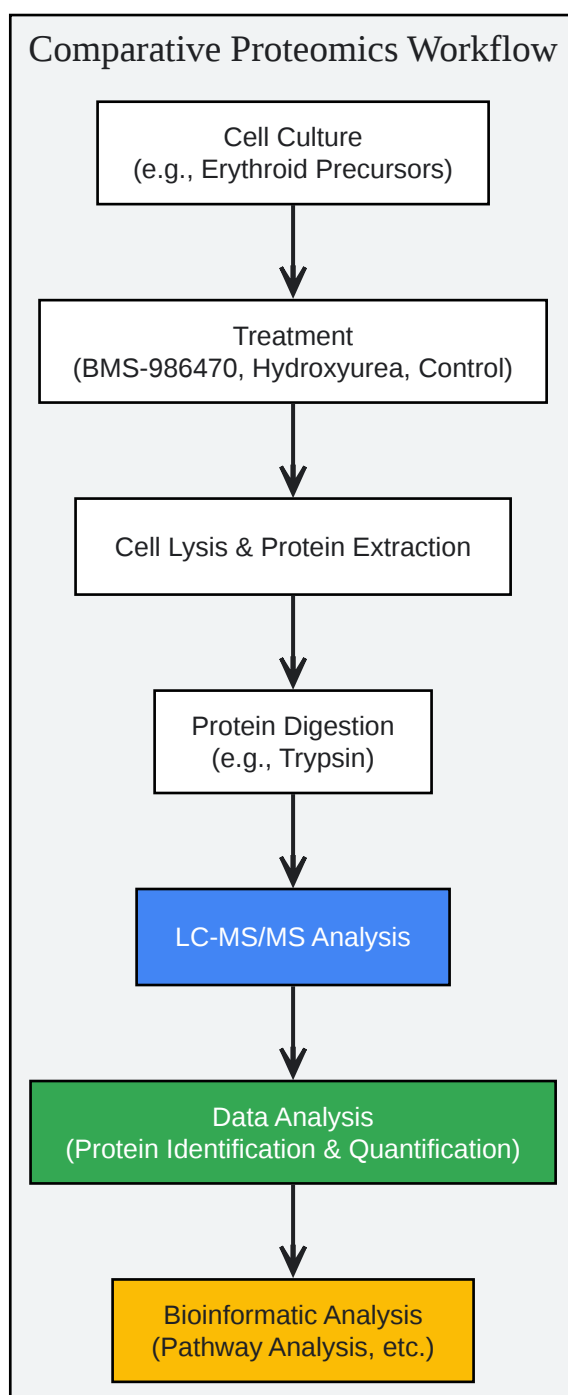 Comparative Proteomics Workflow
Cell Culture
(e.g., Erythroid Precursors)
Treatment
(BMS-986470, Hydroxyurea, Control)
Cell Lysis & Protein Extraction
Protein Digestion
(e.g., Trypsin)
LC-MS/MS Analysis
Data Analysis
(Protein Identification & Quantification)
Bioinformatic Analysis
(Pathway Analysis, etc.)